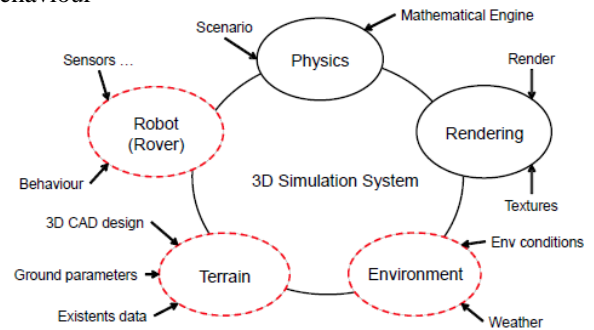 Mathematical Engine
Scenario
Physics
Render
Sensors ...
Robot
(Rover)
Rendering
3D Simulation System
Behaviour
Textures
3D CAD design
Env conditions
Ground parameters
Terrain
Environment
Existents data
Weather